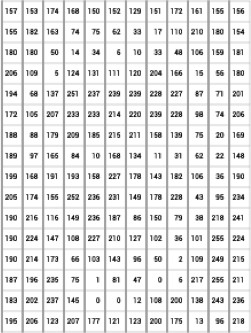 157 153 174 168 150 152 129 151 172 161 155 156
155 182 163 74 75 62 33 17 110 210 180 154
180 180 50 14 34 6 10 33 48 106 159 181
206 109 5 124 131 111 120 204 166 15 56 180
194 68 137 251 237 239 239 228 227 87 71 201
172 105 207 233 233 214 220 239 228 98 74 206
188 88 179 209 185 215 211 158 139 75 20 169
189 97 165 84 10 168 134 11 31 62 22 148
199 168 191 193 158 227 178 143 182 106 36 190
205 174 155 252 236 231 149 178 228 43 95 234
190 216 116 149 236 187 86 150 79 38 218 241
190 224 147 108 227 210 127 102 36 101 255 224
190 214 173 66 103 143 96 50 2 109 249 215
187 196 235 75 1 81 47 0 6 217 255 211
183 202 237 145 0 0 12 108 200 138 243 236
195 206 123 207 177 121 123 200 175 13 96 218